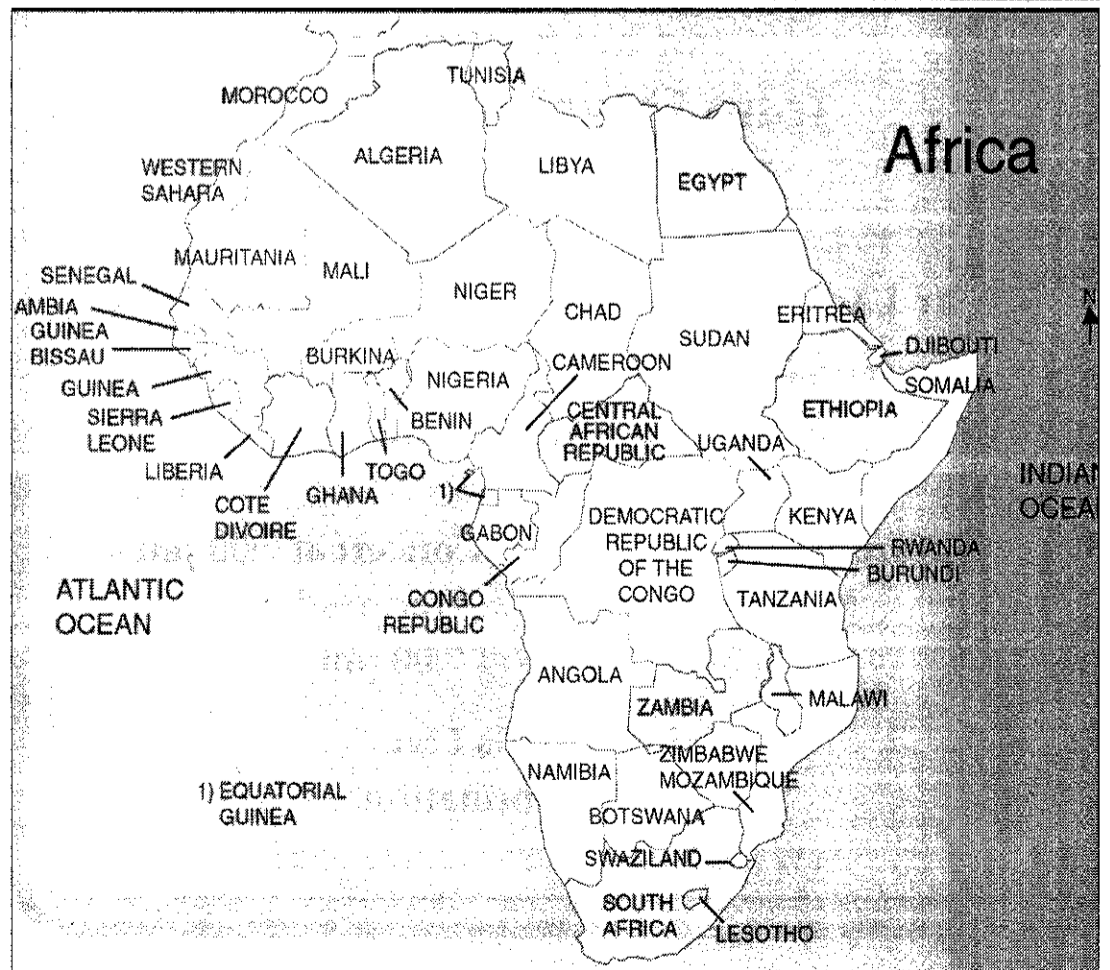 Africa
TUNISIA
MOROCCO
ALGERIA
LIBYA
EGYPT
WESTERN
SAHARA
MAURITANIA
MALI
NIGER
CHAD
SUDAN
ERITREA
DJIBOUTI
SOMALIA
SENEGAL
AMBIA
GUINEA
BISSAU
GUINEA
SIERRA
LEONE
LIBERIA
COTE
DIVOIRE
GHANA
TOGO
BENIN
BURKINA
NIGERIA
CAMEROON
CENTRAL
AFRICAN
REPUBLIC
ETHIOPIA
UGANDA
KENYA
N
INDIAN
OCEA
1)
GABON
CONGO
REPUBLIC
DEMOCRATIC
REPUBLIC
OF THE
CONGO
RWANDA
BURUNDI
TANZANIA
ATLANTIC
OCEAN
ANGOLA
ZAMBIA
MALAWI
ZIMBABWE
MOZAMBIQUE
NAMIBIA
BOTSWANA
SWAZILAND
SOUTH
AFRICA
LESOTHO
1) EQUATORIAL
GUINEA